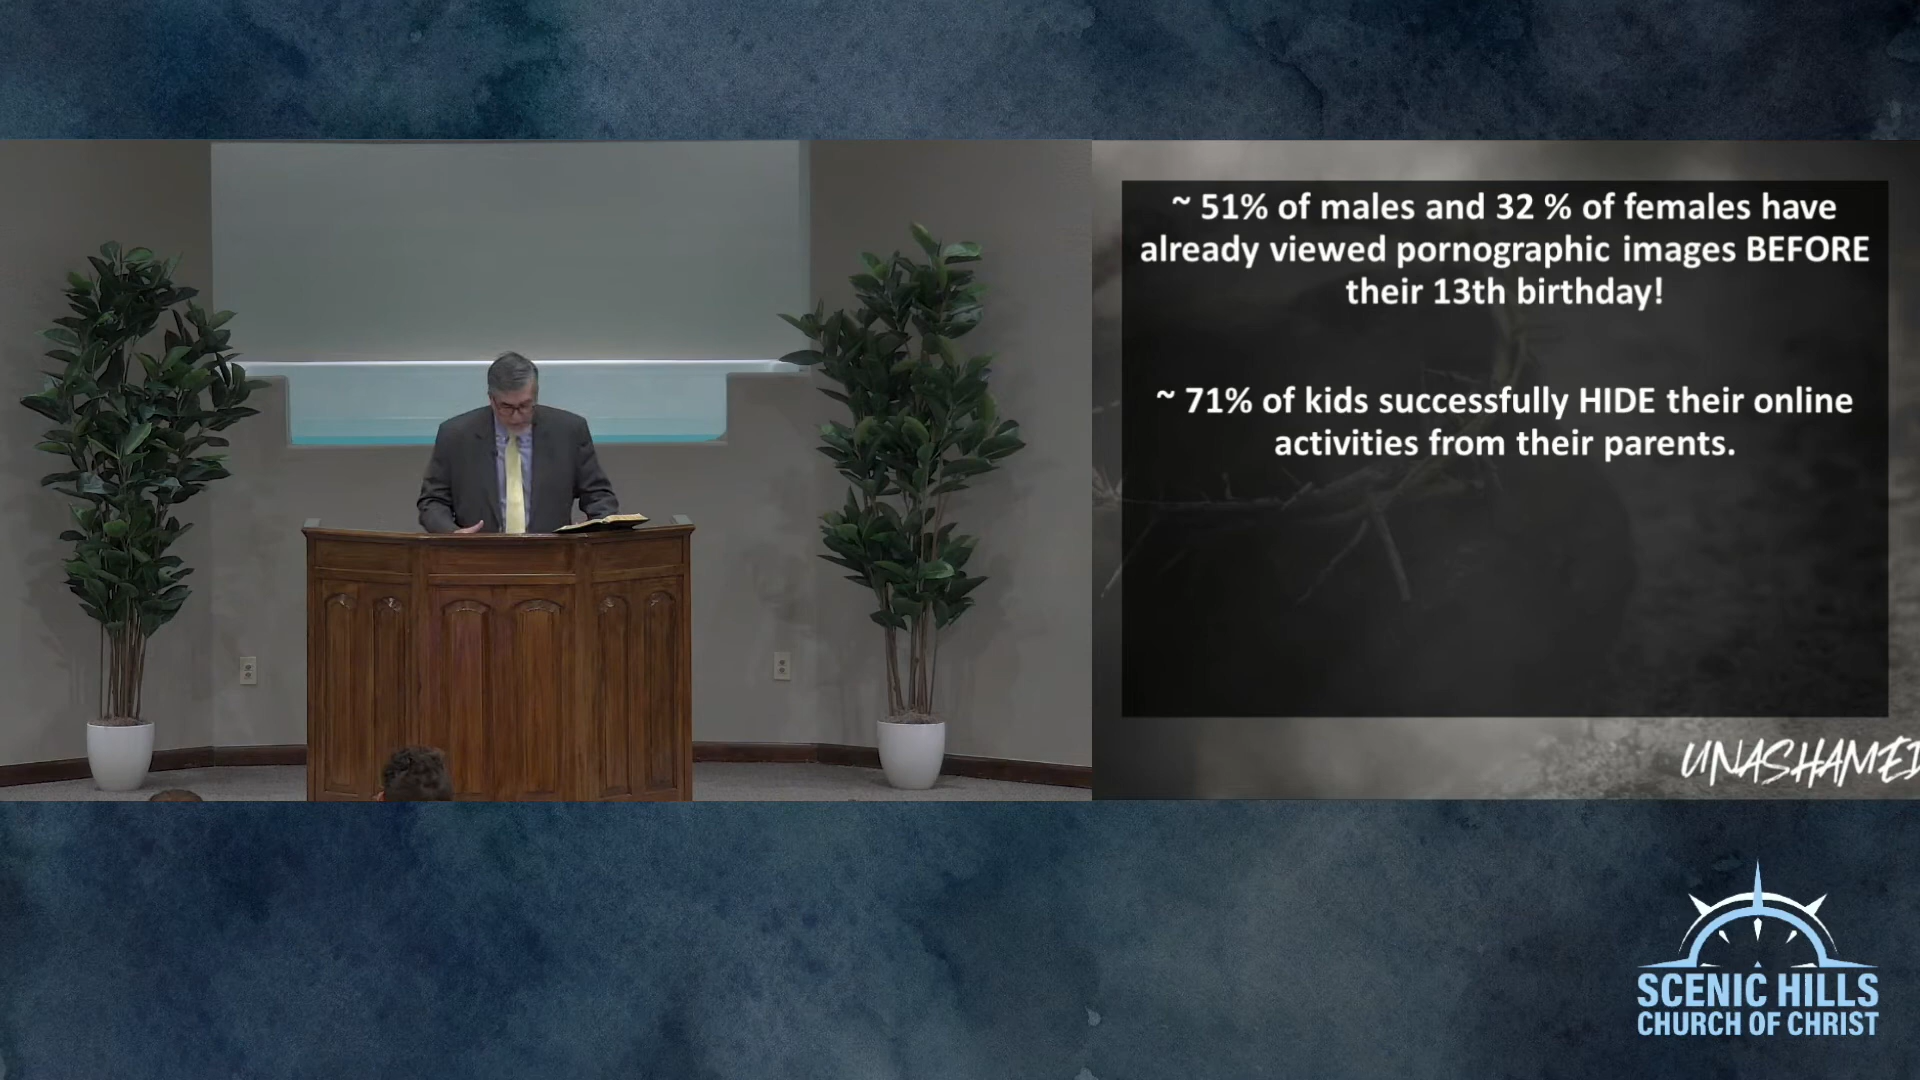 ~ 51% of males and 32 % of females have
already viewed pornographic images BEFORE
their 13th birthday!
~ 71% of kids successfully HIDE their online
activities from their parents.
UNASHAMED
SCENIC HILLS
CHURCH OF CHRIST